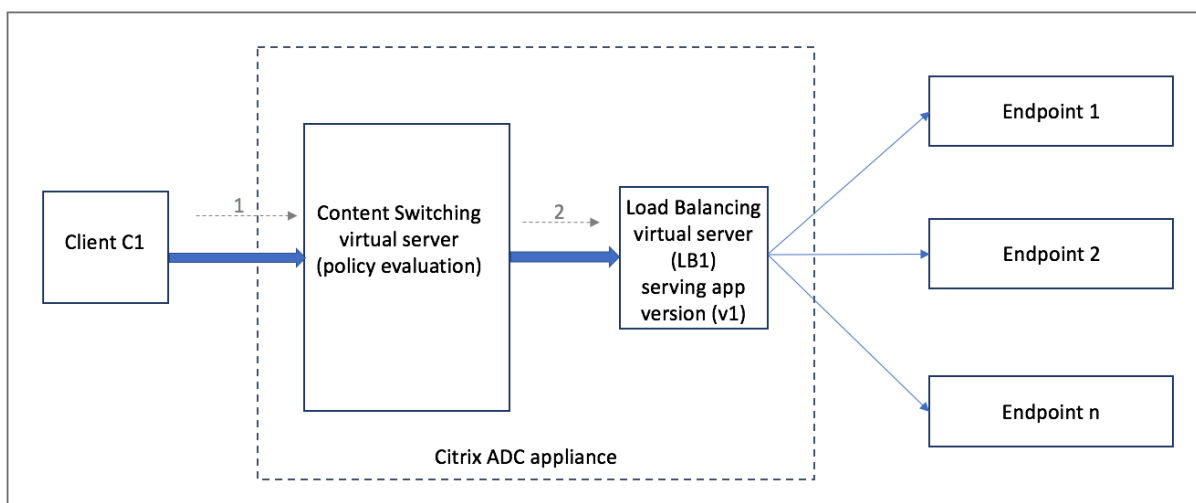 Client C1
1
Content Switching
virtual server
(policy evaluation)
2
Load Balancing
virtual server
(LB1)
serving app
version (v1)
Endpoint 1
Endpoint 2
Endpoint n
Citrix ADC appliance